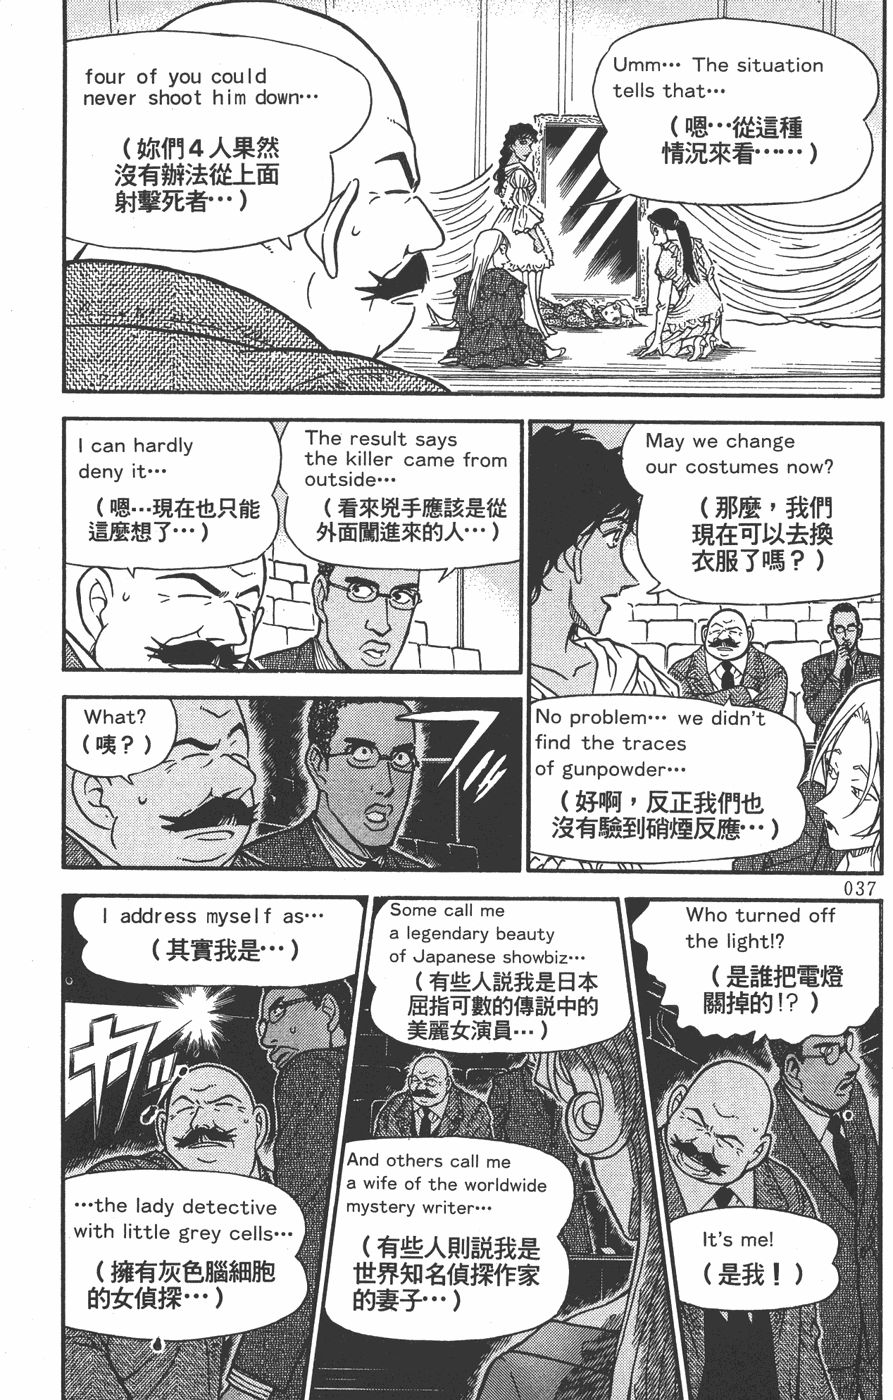 Umm… The situation
tells that…
(嗯…從這種
情況來看……)
four of you could
never shoot him down…
(妳們4人果然
沒有辦法從上面
射擊死者…)
May we change
our costumes now?
(那麼，我們
現在可以去換
衣服了嗎？)
No problem… we didn't
find the traces
of gunpowder…
(好啊，反正我們也
沒有驗到硝煙反應…)
The result says
the killer came from
outside…
(看來兇手應該是從
外面闖進來的人…)
I can hardly
deny it…
(嗯…現在也只能
這麼想了…)
What?
(咦？)
フッ
037
Who turned off
the light!?
(是誰把電燈
關掉的!?)
It's me!
(是我！)
Some call me
a legendary beauty
of Japanese showbiz…
(有些人説我是日本
屈指可數的傳説中的
美麗女演員…)
And others call me
a wife of the worldwide
mystery writer…
(有些人則説我是
世界知名偵探作家
的妻子…)
I address myself as…
(其實我是…)
カッ
…the lady detective
with little grey cells…
(擁有灰色腦細胞
的女偵探…)